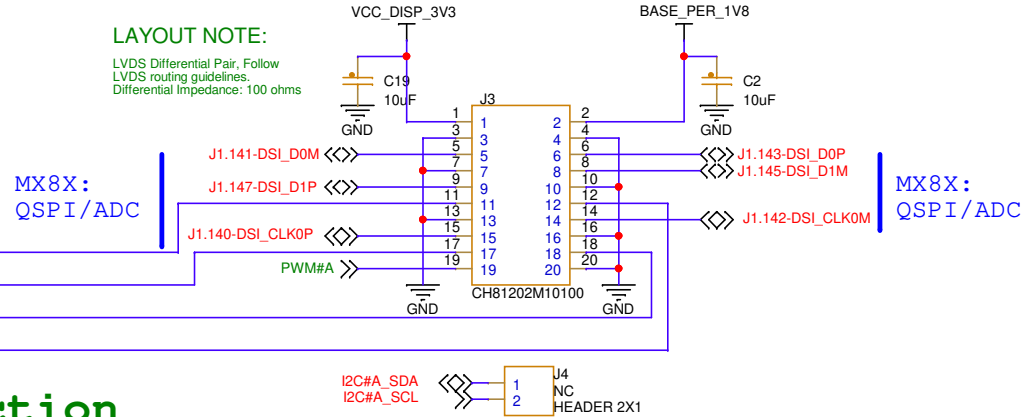 VCC_DISP_3V3
BASE_PER_1V8
LAYOUT NOTE:
LVDS Differential Pair, Follow
LVDS routing guidelines.
Differential Impedance: 100 ohms
C19
10uF
GND
C2
10uF
GND
J3
1 1 2 2
3 3 4 4
J1.141-DSI_D0M 5 5 6 6 J1.143-DSI_D0P
7 7 8 8 J1.145-DSI_D1M
J1.147-DSI_D1P 9 9 10 10
11 11 12 12
13 13 14 14 J1.142-DSI_CLK0M
J1.140-DSI_CLK0P 15 15 16 16
17 17 18 18
PWM#A 19 19 20 20
MX8X:
QSPI/ADC
MX8X:
QSPI/ADC
CH81202M10100
GND
GND
I2C#A_SDA 1
I2C#A_SCL 2
J4
NC
HEADER 2X1